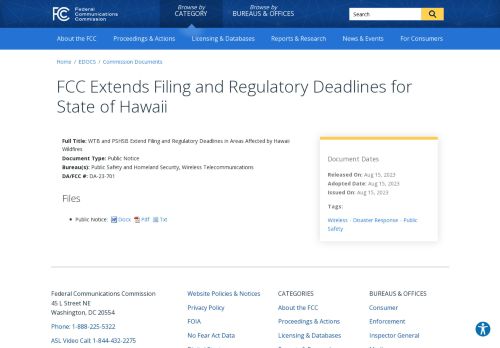 Federal
Communications
Commission
Browse by
CATEGORY
Browse by
BUREAUS & OFFICES
Search
About the FCC
Proceedings & Actions
Licensing & Databases
Reports & Research
News & Events
For Consumers
Home / EDOCS / Commission Documents
FCC Extends Filing and Regulatory Deadlines for
State of Hawaii
Full Title: WTB and PSHSB Extend Filing and Regulatory Deadlines in Areas Affected by Hawaii
Wildfires
Document Type: Public Notice
Bureau(s): Public Safety and Homeland Security, Wireless Telecommunications
DA/FCC #: DA-23-701
Files
Public Notice: Docx Pdf Txt
Document Dates
Released On: Aug 15, 2023
Adopted Date: Aug 15, 2023
Issued On: Aug 15, 2023
Tags:
Wireless - Disaster Response - Public
Safety
Federal Communications Commission
45 L Street NE
Washington, DC 20554
Phone: 1-888-225-5322
ASL Video Call: 1-844-432-2275
Website Policies & Notices
Privacy Policy
FOIA
No Fear Act Data
CATEGORIES
About the FCC
Proceedings & Actions
Licensing & Databases
BUREAUS & OFFICES
Consumer
Enforcement
Inspector General